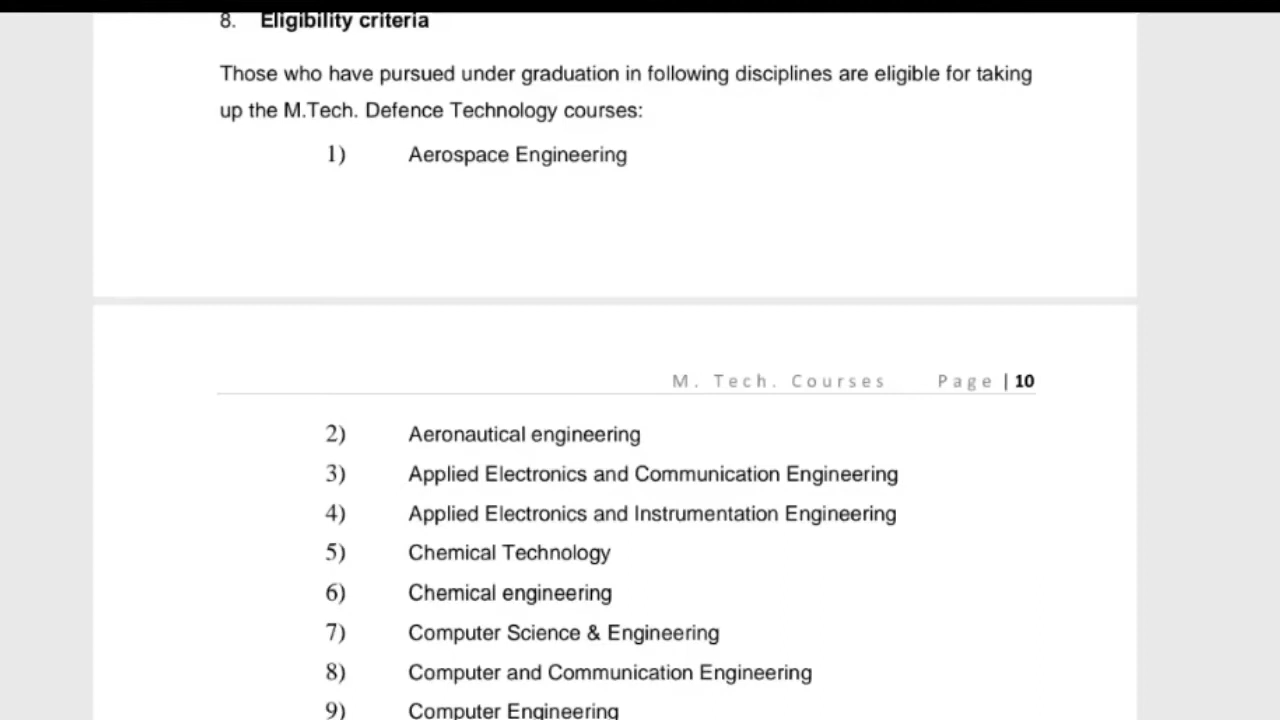 8. Eligibility criteria
Those who have pursued under graduation in following disciplines are eligible for taking
up the M.Tech. Defence Technology courses:
1) Aerospace Engineering
M. Tech. Courses Page | 10
2) Aeronautical engineering
3) Applied Electronics and Communication Engineering
4) Applied Electronics and Instrumentation Engineering
5) Chemical Technology
6) Chemical engineering
7) Computer Science & Engineering
8) Computer and Communication Engineering
9) Computer Engineering